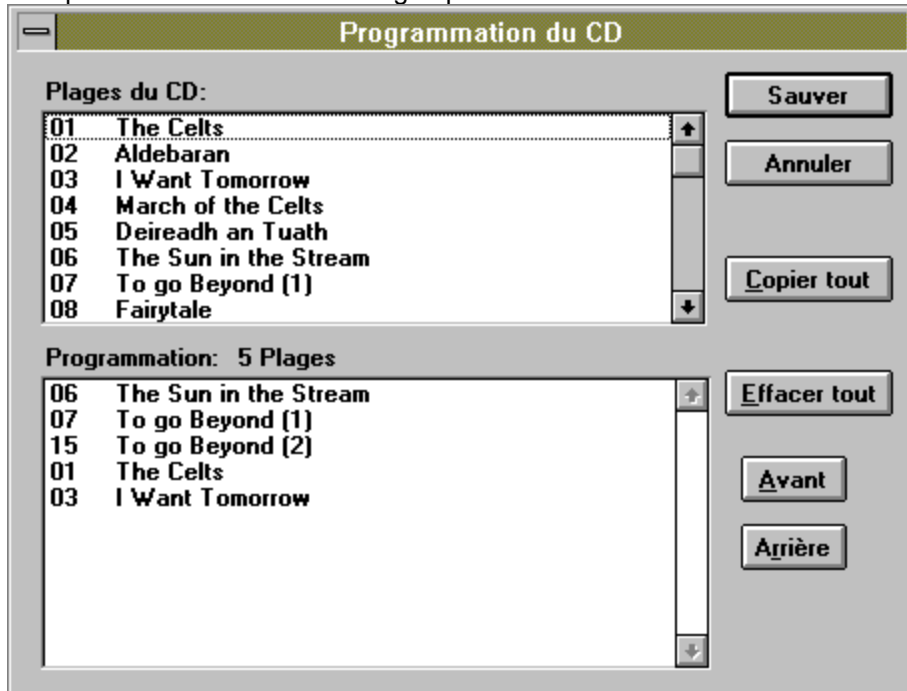 Programmation du CD
Plages du CD:
01 The Celts
02 Aldebaran
03 I Want Tomorrow
04 March of the Celts
05 Deireadh an Tuath
06 The Sun in the Stream
07 To go Beyond (1)
08 Fairytale
Sauver
Annuler
Copier tout
Programmation: 5 Plages
06 The Sun in the Stream
07 To go Beyond (1)
15 To go Beyond (2)
01 The Celts
03 I Want Tomorrow
Effacer tout
Avant
Arrière